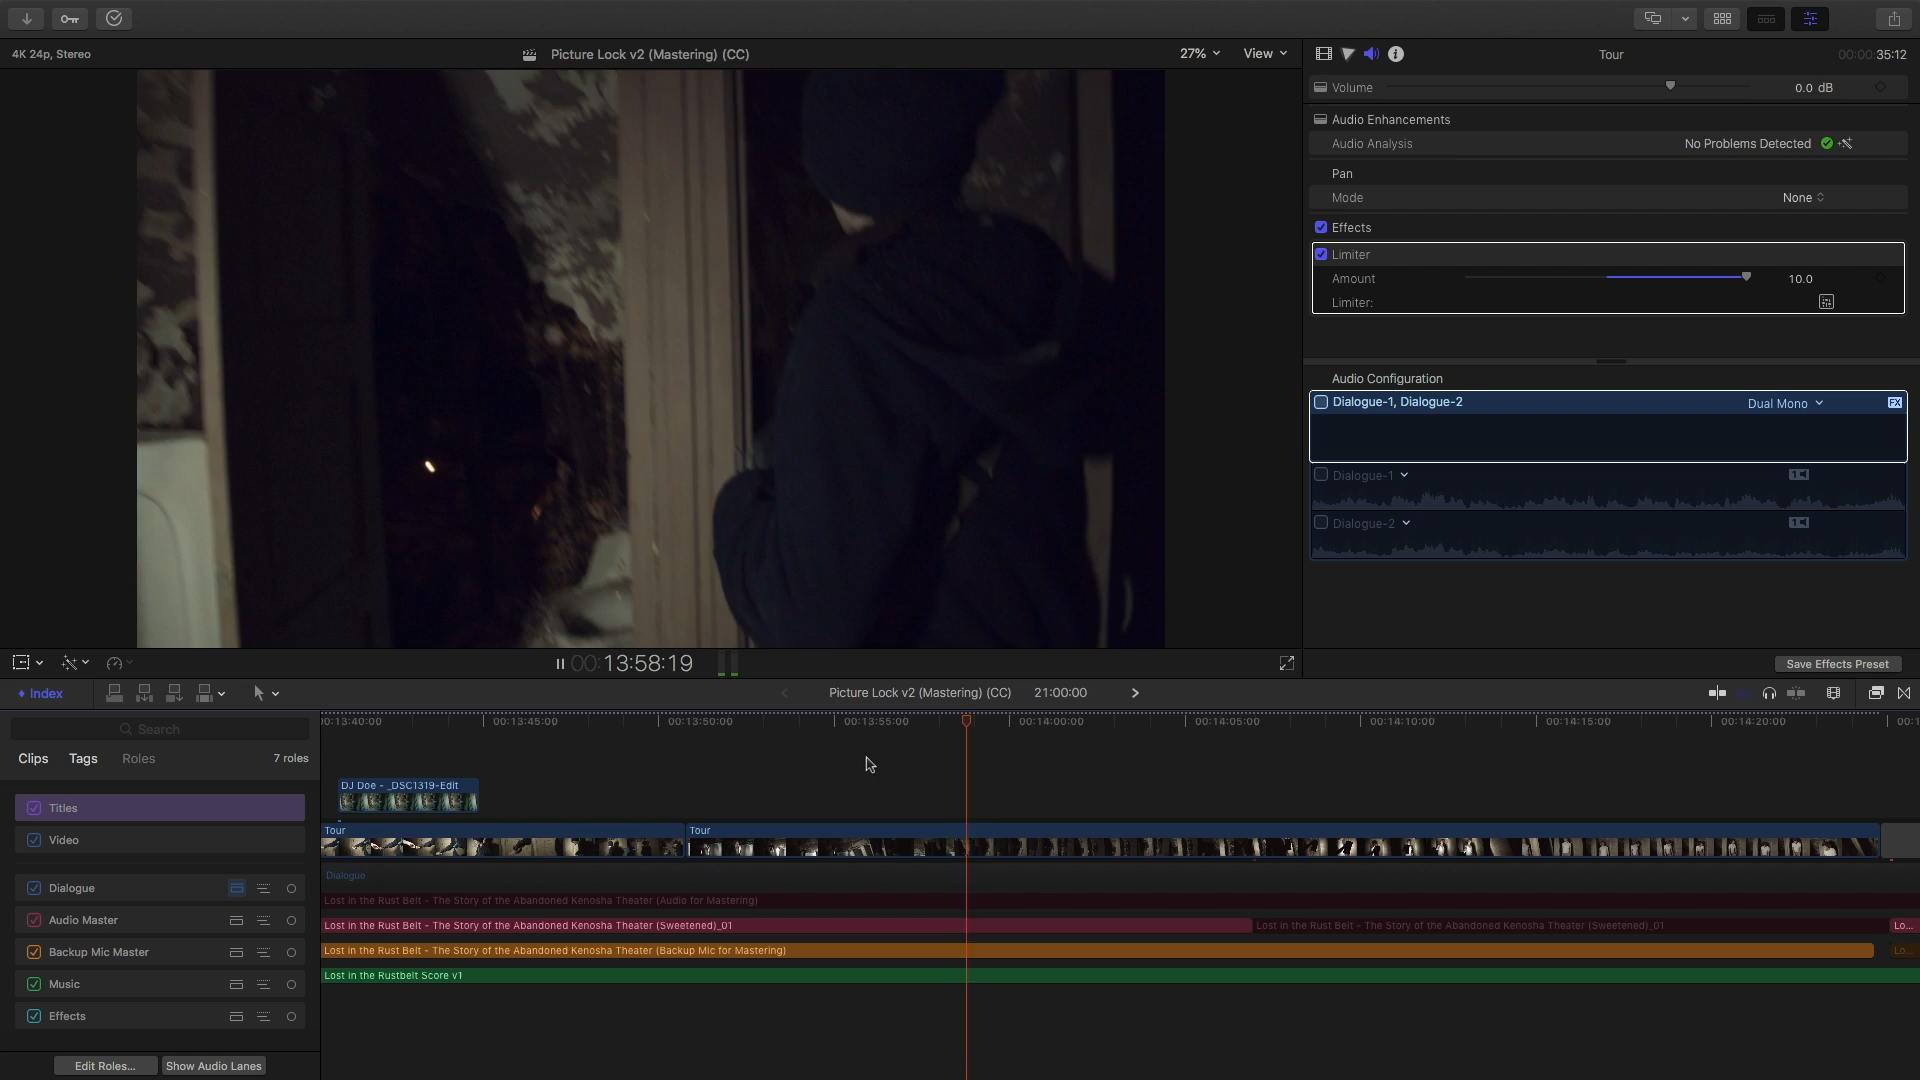 4K 24p, Stereo
Picture Lock v2 (Mastering) (CC)
27%
View
Tour
00:00:35:12
Volume
0.0 dB
Audio Enhancements
Audio Analysis
No Problems Detected
Pan
Mode
None
Effects
Limiter
Amount
10.0
Limiter:
Audio Configuration
Dialogue-1, Dialogue-2
Dual Mono
FX
Dialogue-1
Dialogue-2
00:13:58:19
Save Effects Preset
Index
Picture Lock v2 (Mastering) (CC)
21:00:00
00:13:45:00
00:13:50:00
00:13:55:00
00:14:00:00
00:14:05:00
00:14:10:00
00:14:15:00
00:14:20:00
Search
Clips
Tags
Roles
7 roles
DJ Doe - _DSC1319-Edit
Titles
Video
Tour
Tour
Dialogue
Dialogue
Lost in the Rust Belt - The Story of the Abandoned Kenosha Theater (Audio for Mastering)
Audio Master
Lost in the Rust Belt - The Story of the Abandoned Kenosha Theater (Sweetened)_01
Lost in the Rust Belt - The Story of the Abandoned Kenosha Theater (Sweetened)_01
Lo...
Backup Mic Master
Lost in the Rust Belt - The Story of the Abandoned Kenosha Theater (Backup Mic for Mastering)
Lo...
Music
Lost in the Rustbelt Score v1
Effects
Edit Roles...
Show Audio Lanes